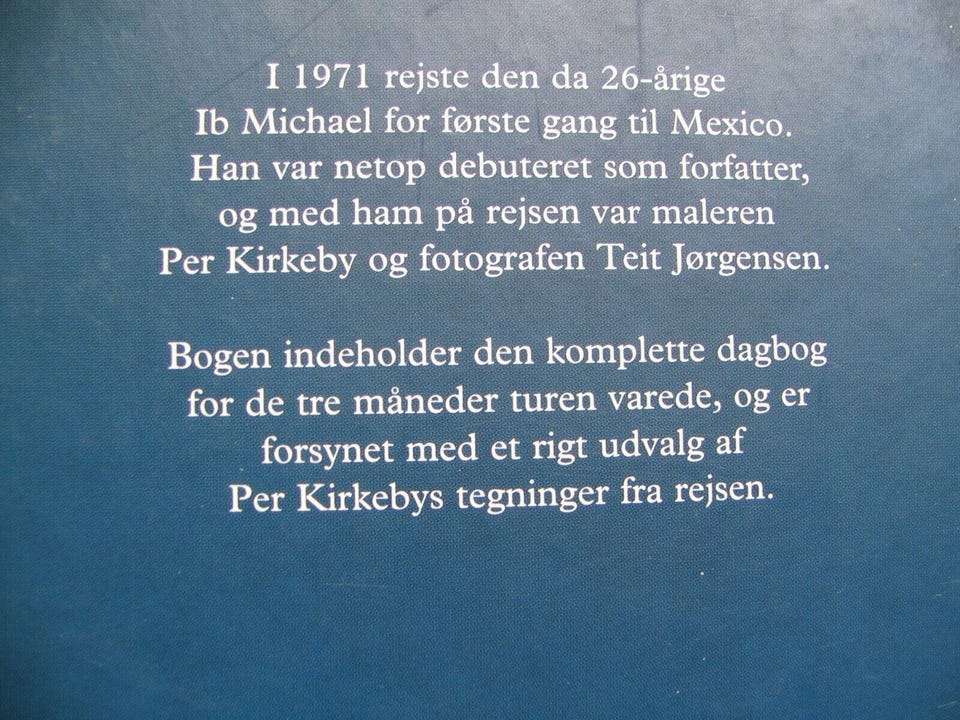 I 1971 rejste den da 26-årige
Ib Michael for første gang til Mexico.
Han var netop debuteret som forfatter,
og med ham på rejsen var maleren
Per Kirkeby og fotografen Teit Jørgensen.
Bogen indeholder den komplette dagbog
for de tre måneder turen varede, og er
forsynet med et rigt udvalg af
Per Kirkebys tegninger fra rejsen.